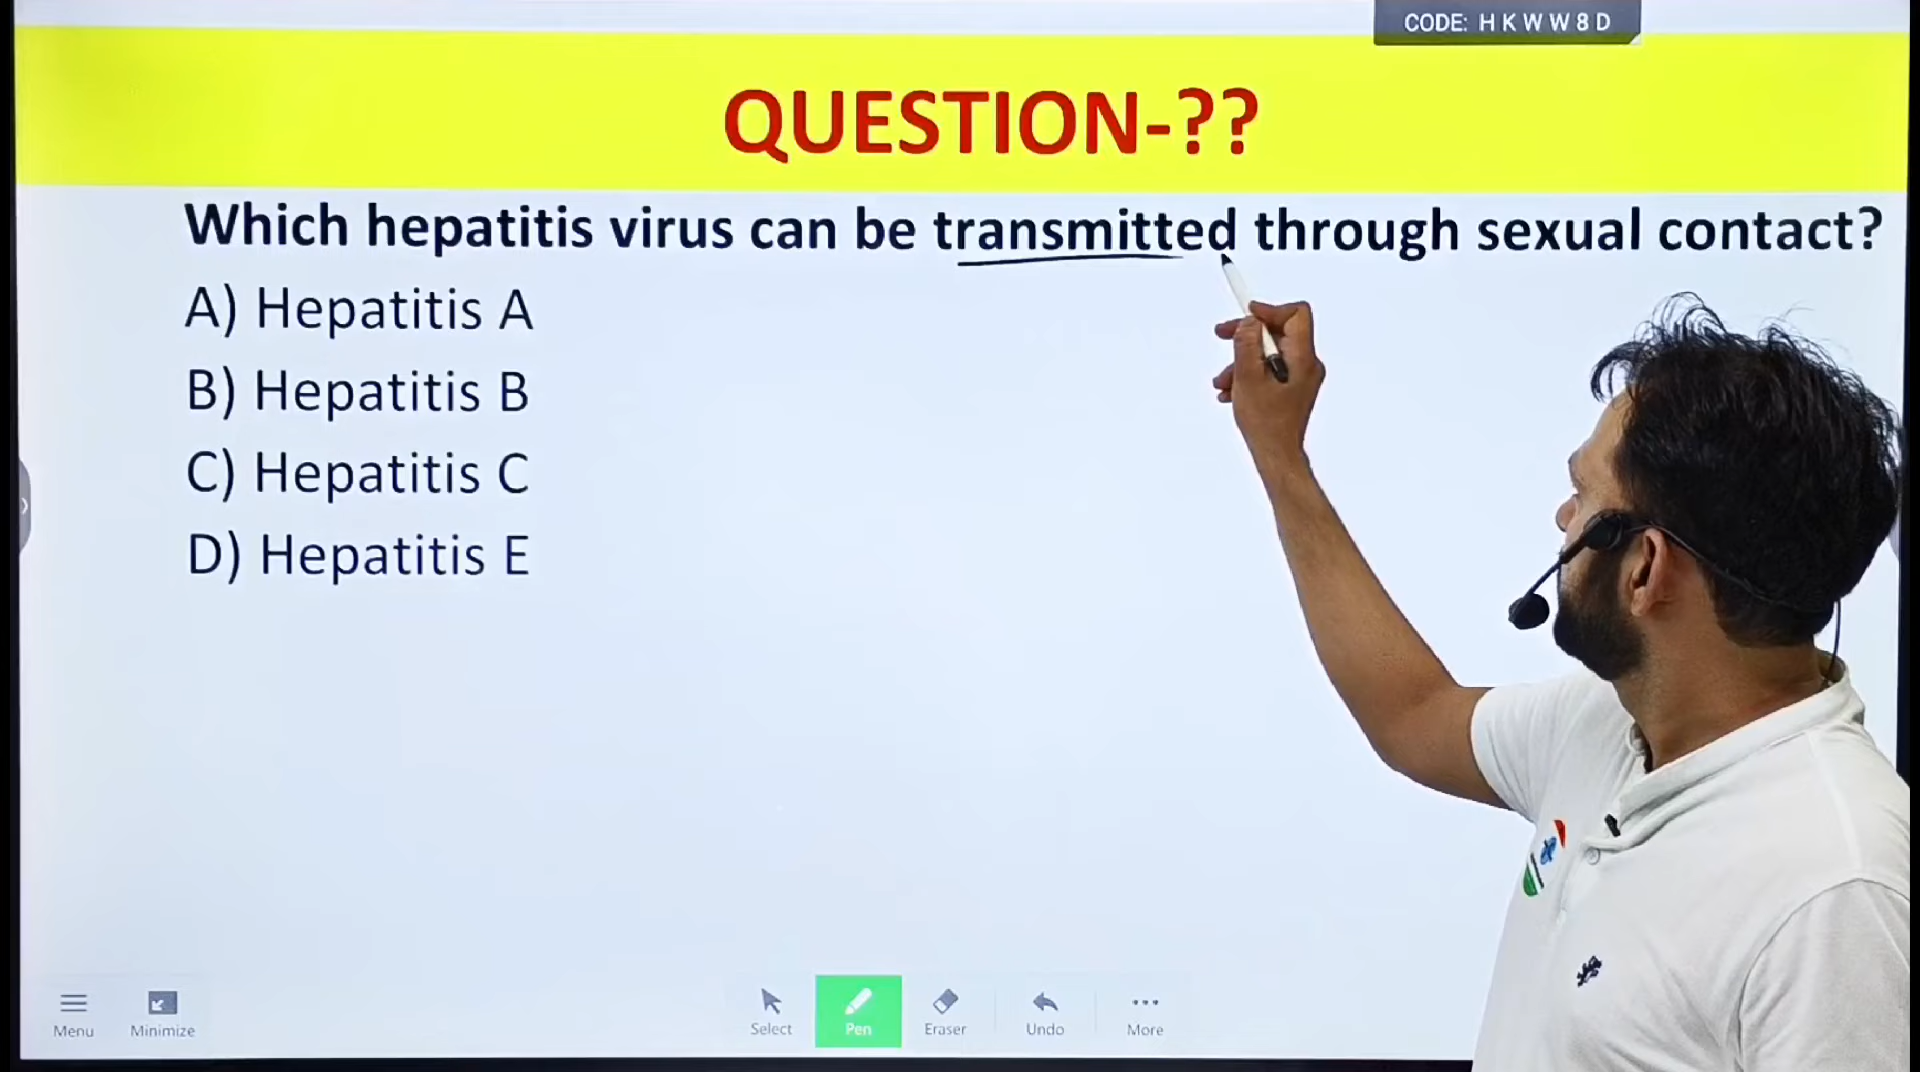 CODE: H K W W 8 D
QUESTION-??
Which hepatitis virus can be transmitted through sexual contact?
A) Hepatitis A
B) Hepatitis B
C) Hepatitis C
D) Hepatitis E
Menu
Minimize
Select
Pen
Eraser
Undo
More